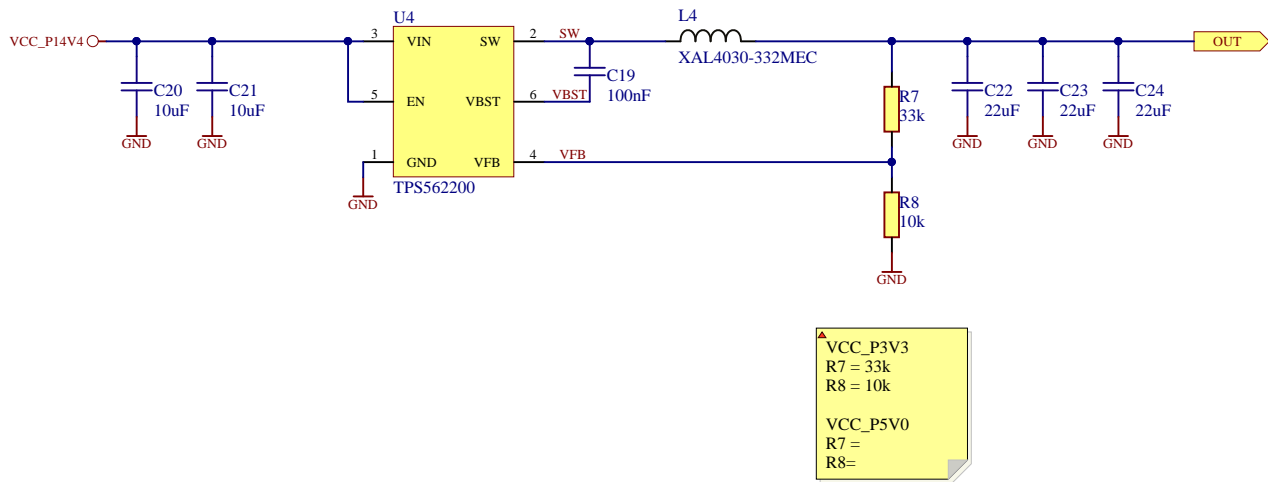 U4
L4
VCC_P14V4
3
VIN
SW
2
SW
OUT
XAL4030-332MEC
C20
10uF
C21
10uF
C19
100nF
5
EN
VBST
6
VBST
R7
33k
C22
22uF
C23
22uF
C24
22uF
GND
GND
GND
GND
GND
1
GND
VFB
4
VFB
TPS562200
GND
R8
10k
GND
VCC_P3V3
R7 = 33k
R8 = 10k
VCC_P5V0
R7 =
R8=